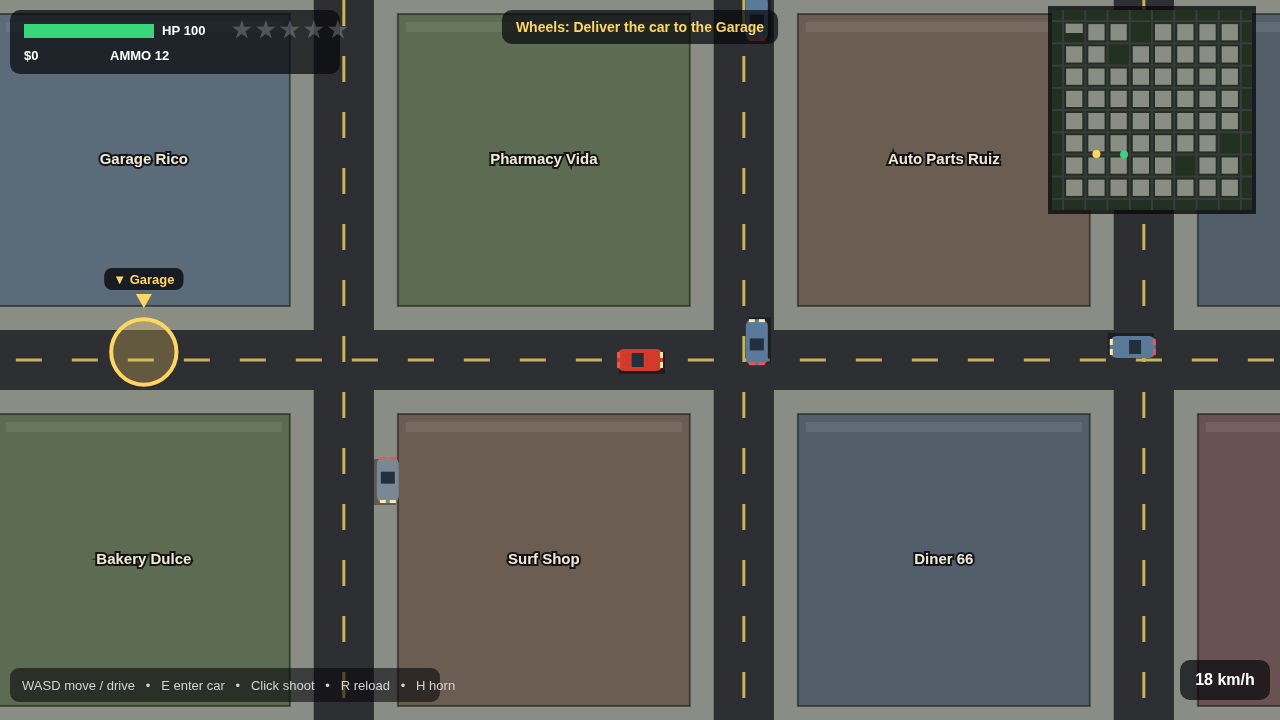 HP 100
$0 AMMO 12
Wheels: Deliver the car to the Garage
Garage Rico
Pharmacy Vida
Auto Parts Ruiz
▼ Garage
Bakery Dulce
Surf Shop
Diner 66
WASD move / drive • E enter car • Click shoot • R reload • H horn
18 km/h